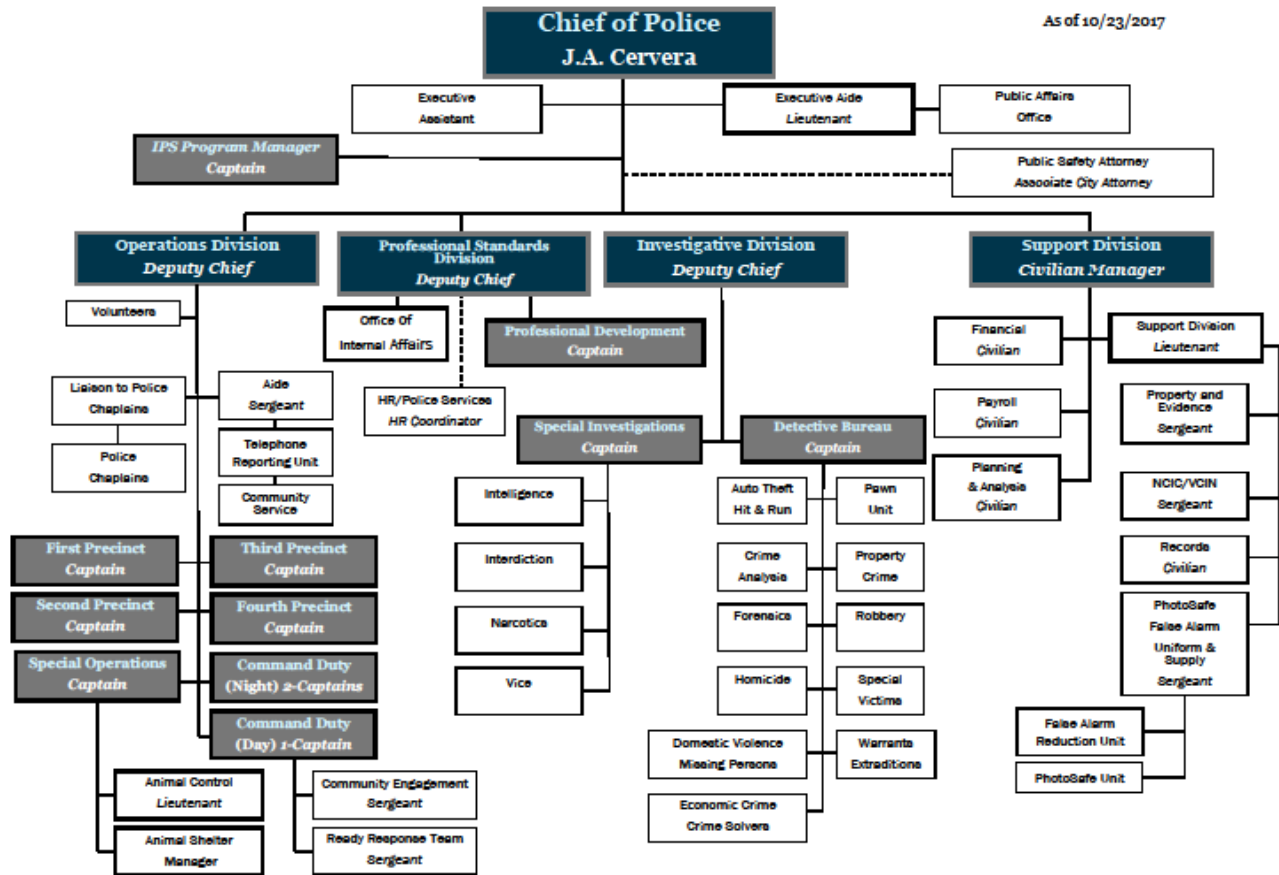 Chief of Police
J.A. Cervera
As of 10/23/2017
Executive
Assistant
Executive Aide
Lieutenant
Public Affairs
Office
IPS Program Manager
Captain
Public Safety Attorney
Associate City Attorney
Operations Division
Deputy Chief
Professional Standards
Division
Deputy Chief
Investigative Division
Deputy Chief
Support Division
Civilian Manager
Volunteers
Office Of
Internal Affairs
Professional Development
Captain
Financial
Civilian
Support Division
Lieutenant
Liaison to Police
Chaplains
Aide
Sergeant
HR/Police Services
HR Coordinator
Payroll
Civilian
Property and
Evidence
Sergeant
Police
Chaplains
Telephone
Reporting Unit
Community
Service
Special Investigations
Captain
Detective Bureau
Captain
Planning
& Analysis
Civilian
NCIC/VCIN
Sergeant
Intelligence
Auto Theft
Hit & Run
Pawn
Unit
First Precinct
Captain
Third Precinct
Captain
Interdiction
Crime
Analysis
Property
Crime
Records
Civilian
Second Precinct
Captain
Fourth Precinct
Captain
Narcotics
Forensics
Robbery
PhotoSafe
False Alarm
Uniform &
Supply
Sergeant
Special Operations
Captain
Command Duty
(Night) 2-Captains
Vice
Homicide
Special
Victims
Command Duty
(Day) 1-Captain
Domestic Violence
Missing Persons
Warrants
Extraditions
False Alarm
Reduction Unit
PhotoSafe Unit
Animal Control
Lieutenant
Community Engagement
Sergeant
Economic Crime
Crime Solvers
Animal Shelter
Manager
Ready Response Team
Sergeant